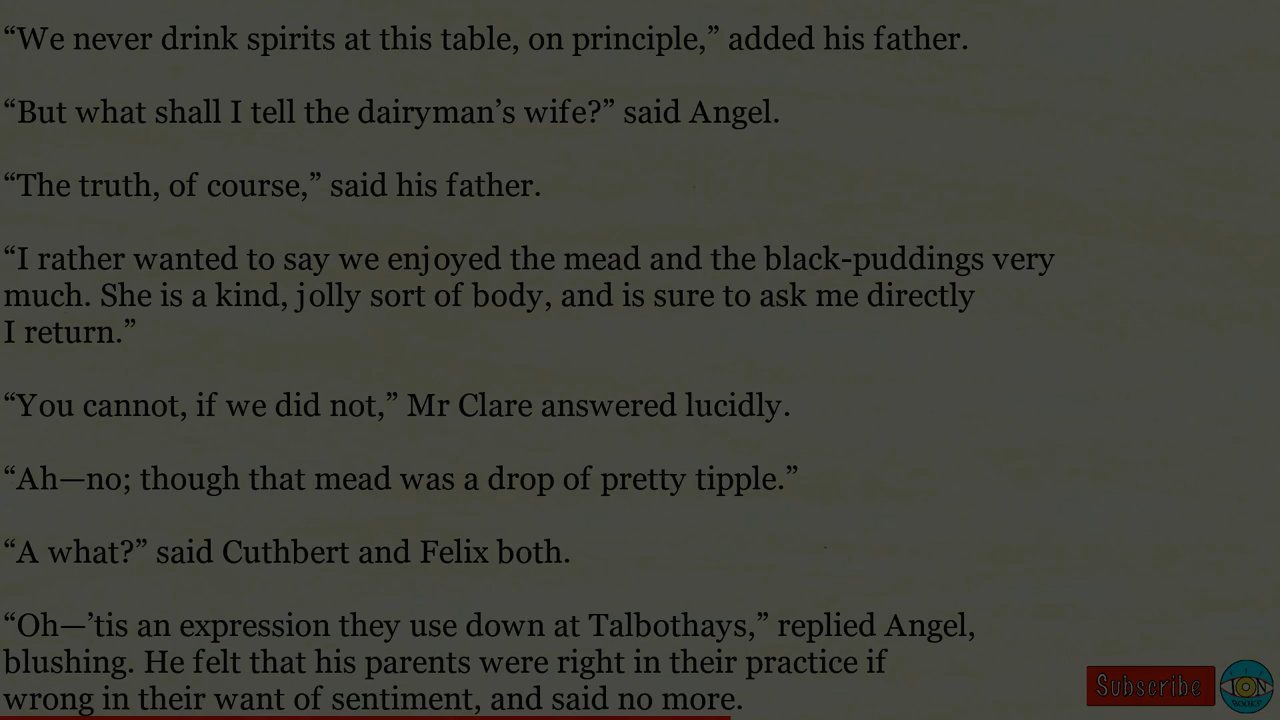 “We never drink spirits at this table, on principle,” added his father.
“But what shall I tell the dairyman’s wife?” said Angel.
“The truth, of course,” said his father.
“I rather wanted to say we enjoyed the mead and the black-puddings very
much. She is a kind, jolly sort of body, and is sure to ask me directly
I return.”
“You cannot, if we did not,” Mr Clare answered lucidly.
“Ah—no; though that mead was a drop of pretty tipple.”
“A what?” said Cuthbert and Felix both.
“Oh—’tis an expression they use down at Talbothays,” replied Angel,
blushing. He felt that his parents were right in their practice if
wrong in their want of sentiment, and said no more.
Subscribe
ION
BOOKS